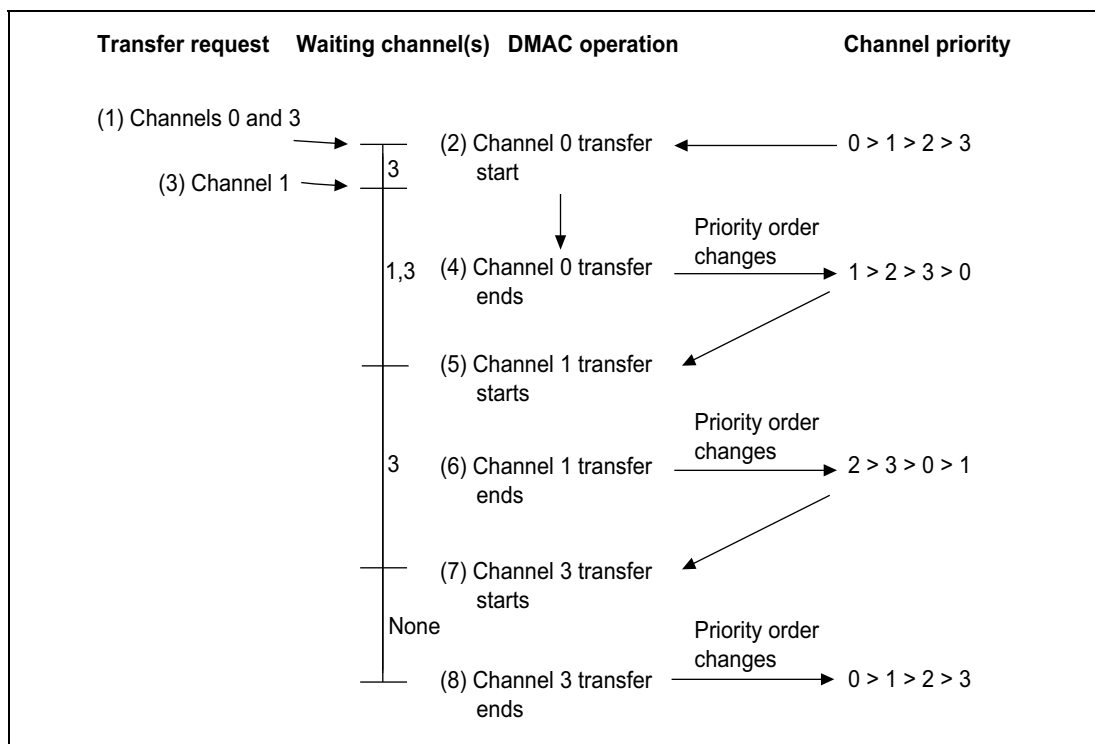 Transfer request Waiting channel(s) DMAC operation Channel priority
(1) Channels 0 and 3
(2) Channel 0 transfer
start
0 > 1 > 2 > 3
3
(3) Channel 1
Priority order
changes
1,3
(4) Channel 0 transfer
ends
1 > 2 > 3 > 0
(5) Channel 1 transfer
starts
Priority order
changes
3
(6) Channel 1 transfer
ends
2 > 3 > 0 > 1
(7) Channel 3 transfer
starts
None
Priority order
changes
(8) Channel 3 transfer
ends
0 > 1 > 2 > 3